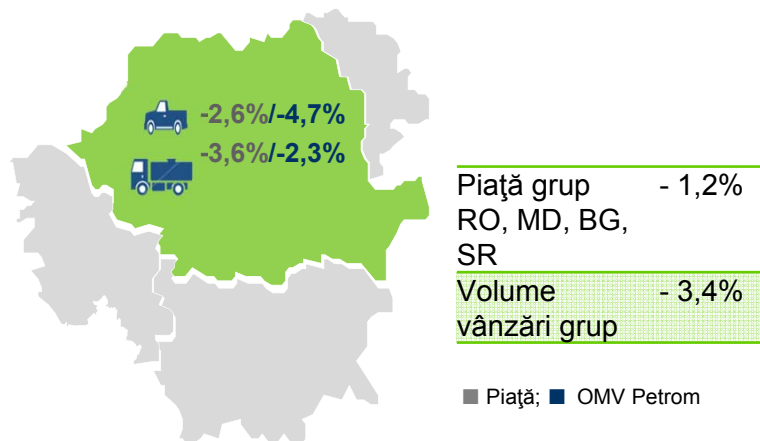 -2,6%/-4,7%
-3,6%/-2,3%
Piaţă grup - 1,2%
RO, MD, BG,
SR
Volume - 3,4%
vânzări grup
Piaţă; OMV Petrom